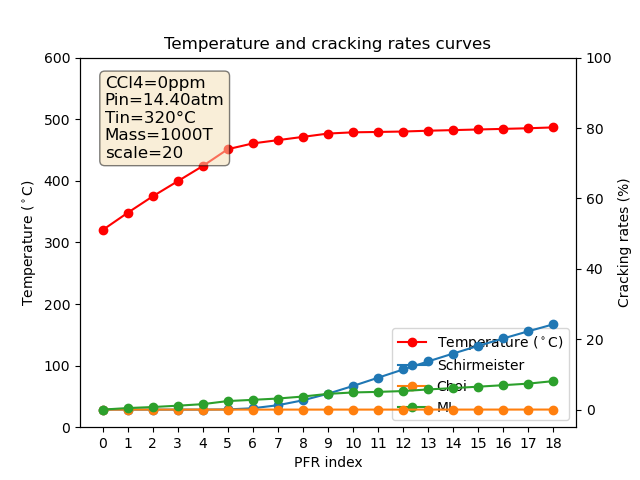 Temperature and cracking rates curves
600
500
400
300
200
100
0
Temperature (°C)
CCl4=0ppm
Pin=14.40atm
Tin=320°C
Mass=1000T
scale=20
100
80
60
40
20
0
Cracking rates (%)
Temperature (°C)
Schirmeister
Choi
ML
0 1 2 3 4 5 6 7 8 9 10 11 12 13 14 15 16 17 18
PFR index